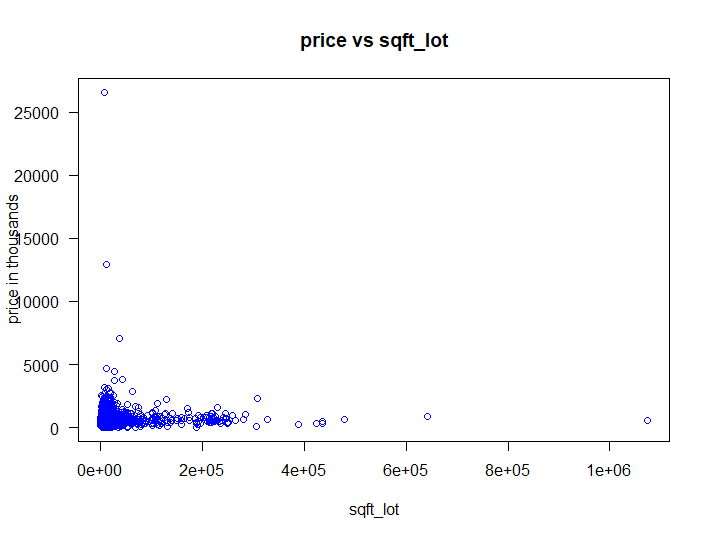 price vs sqft_lot
25000
20000
15000
10000
5000
0
price in thousands
0e+00
2e+05
4e+05
6e+05
8e+05
1e+06
sqft_lot